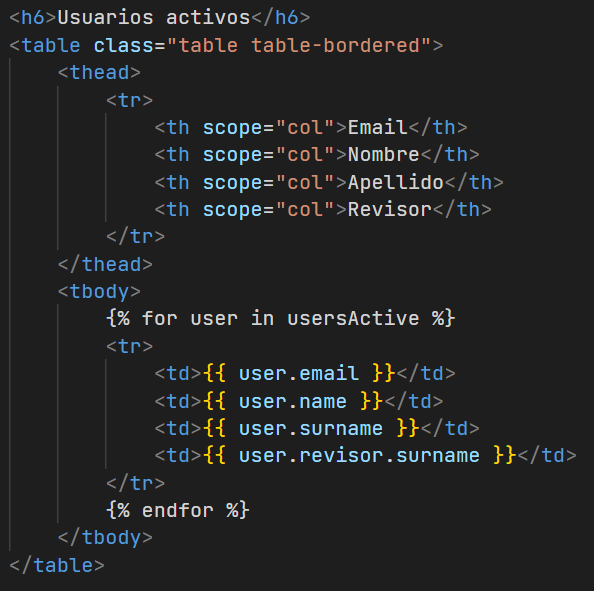 <h6>Usuarios activos</h6>
<table class="table table-bordered">
    <thead>
        <tr>
            <th scope="col">Email</th>
            <th scope="col">Nombre</th>
            <th scope="col">Apellido</th>
            <th scope="col">Revisor</th>
        </tr>
    </thead>
    <tbody>
        {% for user in usersActive %}
        <tr>
            <td>{{ user.email }}</td>
            <td>{{ user.name }}</td>
            <td>{{ user.surname }}</td>
            <td>{{ user.revisor.surname }}</td>
        </tr>
        {% endfor %}
    </tbody>
</table>